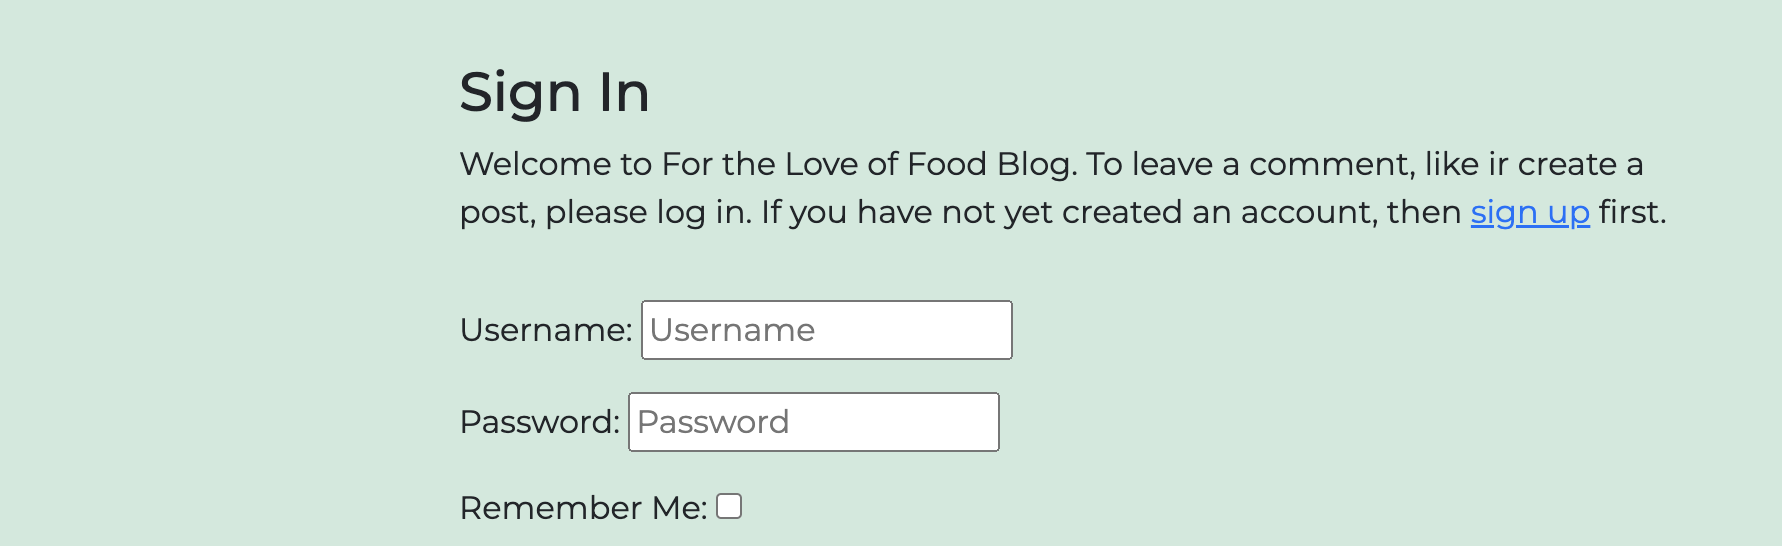 Sign In
Welcome to For the Love of Food Blog. To leave a comment, like ir create a
post, please log in. If you have not yet created an account, then sign up first.
Username: Username
Password: Password
Remember Me: